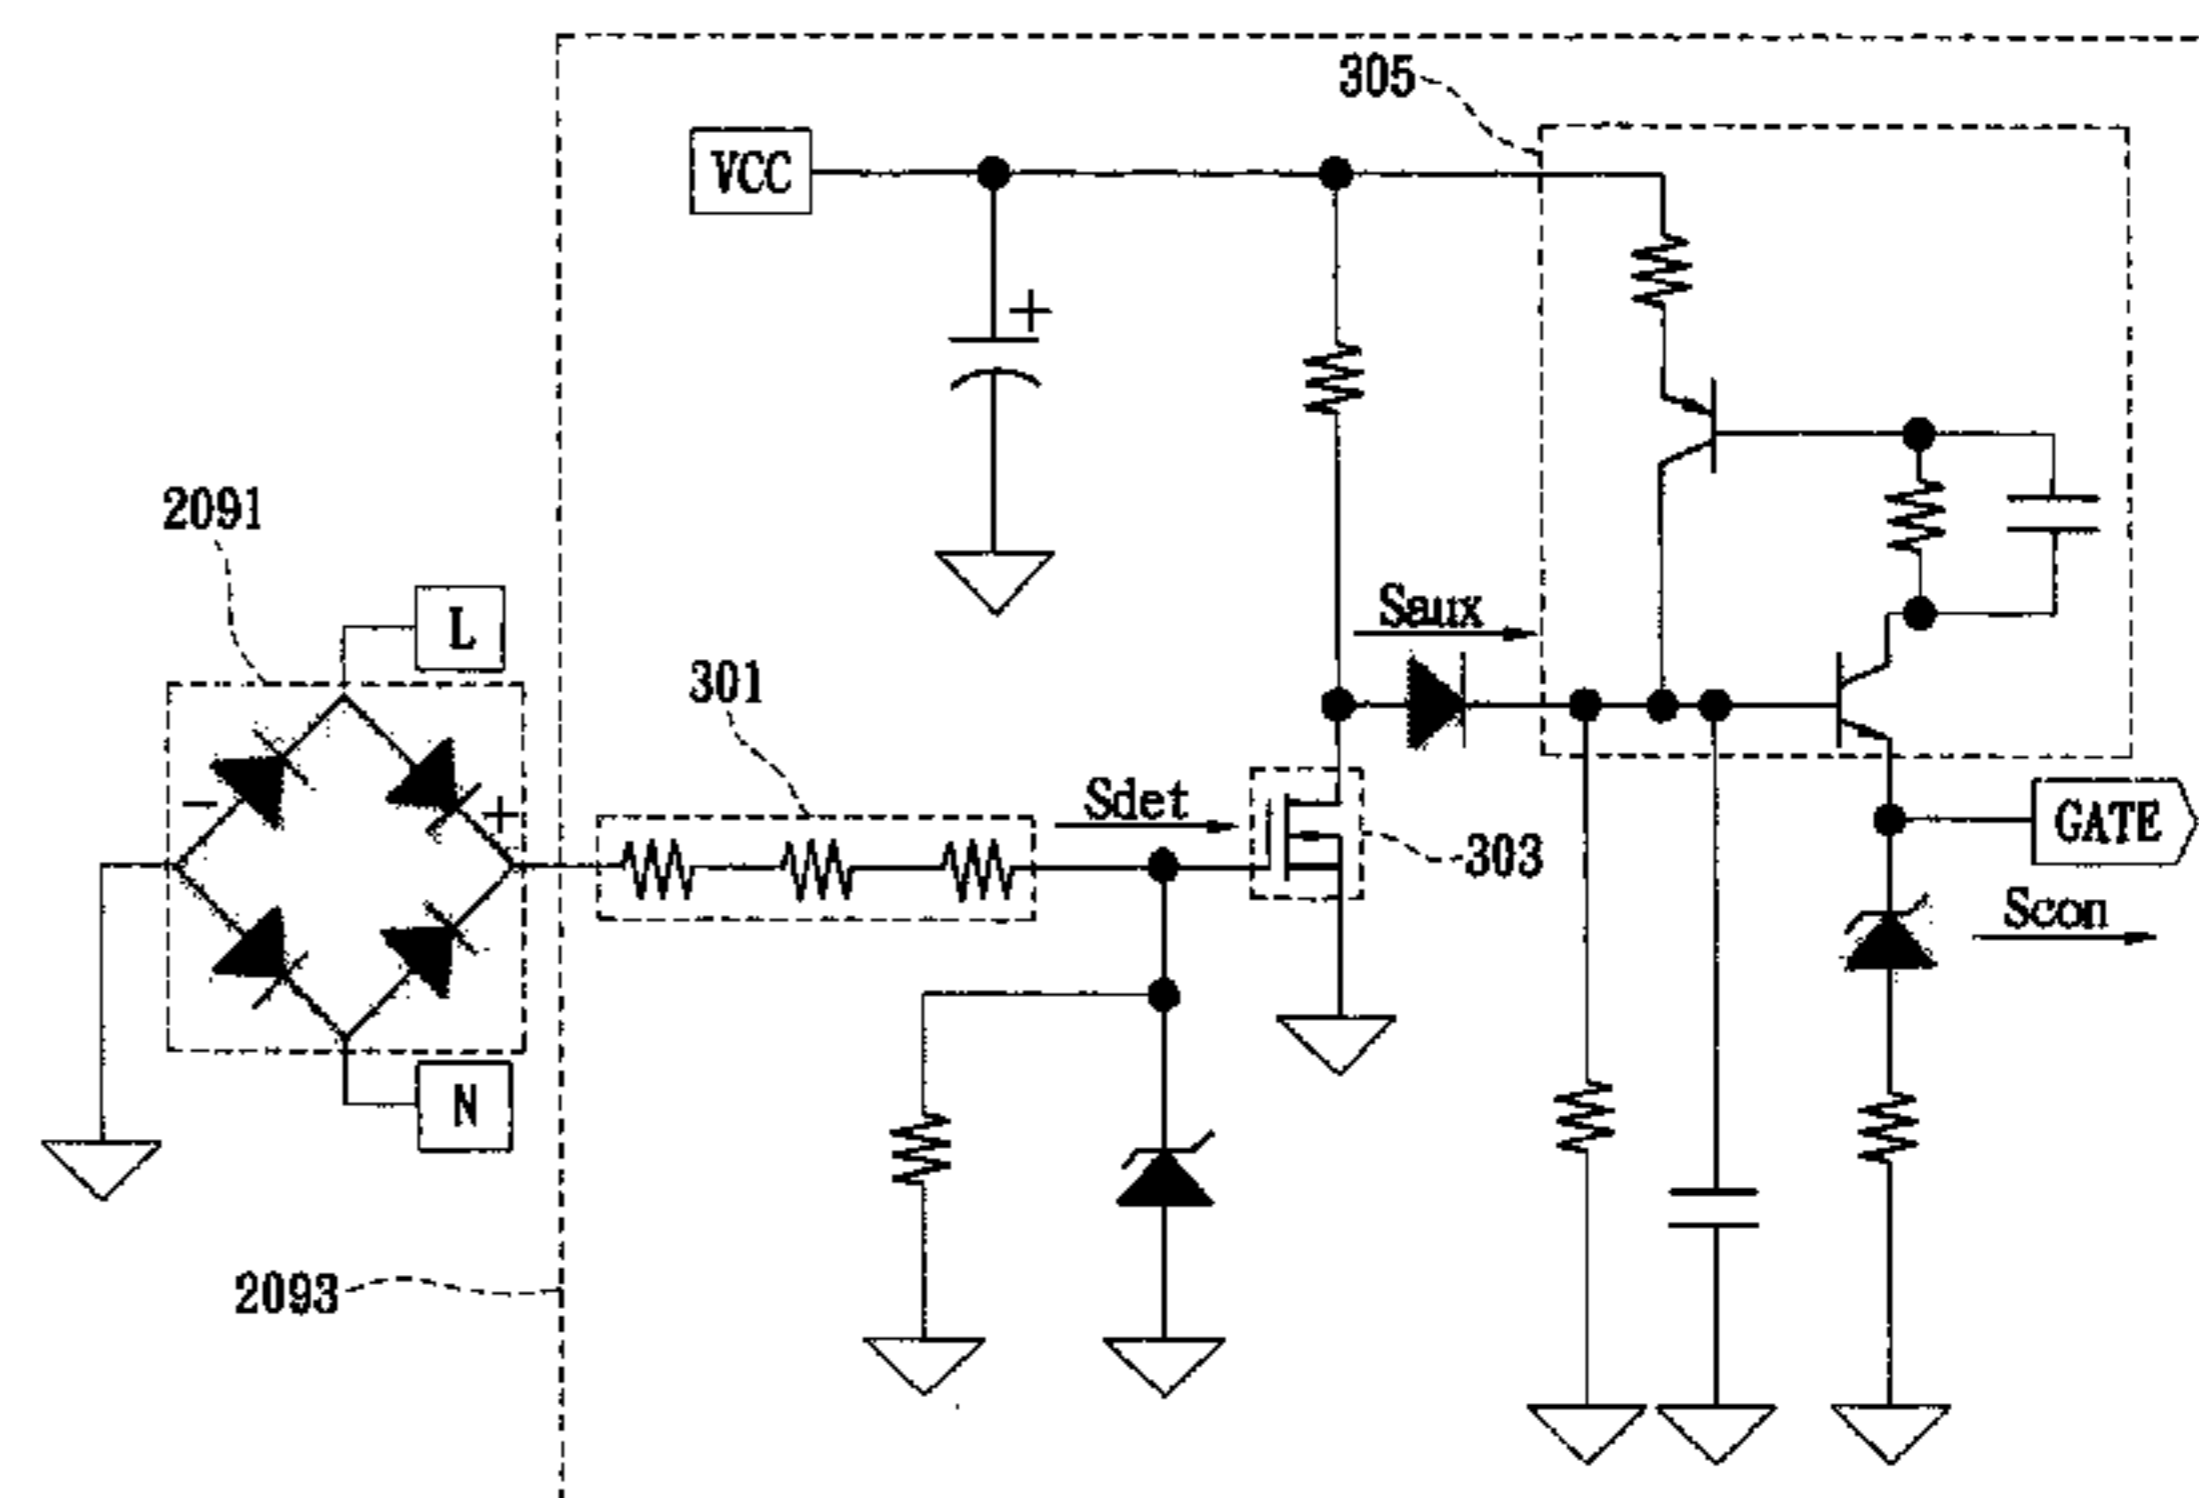 305
VCC
+
2091
L
Saux
301
Sdet
- +
GATE
303
Scon
N
2093